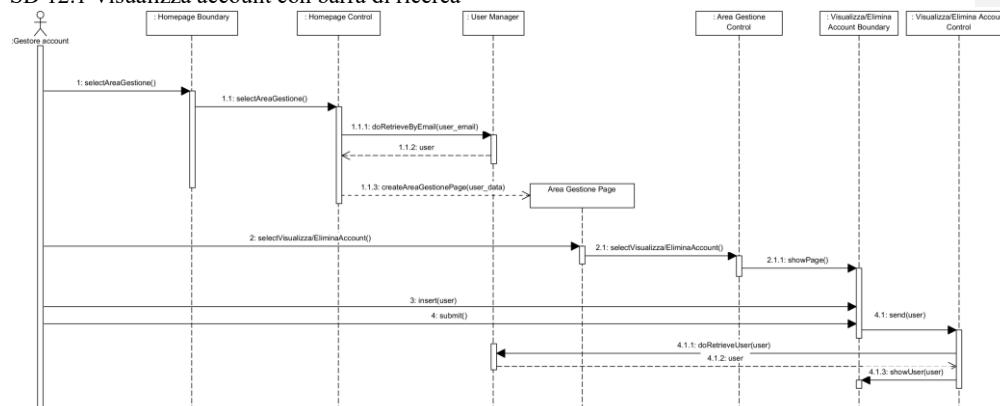 SD 12.1 Visualizza account con barra di ricerca
:Gestore account
: Homepage Boundary
: Homepage Control
: User Manager
: Area Gestione
Control
: Visualizza/Elimina
Account Boundary
: Visualizza/Elimina Account
Control
1: selectAreaGestione()
1.1: selectAreaGestione()
1.1.1: doRetrieveByEmail(user_email)
1.1.2: user
1.1.3: createAreaGestionePage(user_data)
Area Gestione Page
2: selectVisualizza/EliminaAccount()
2.1: selectVisualizza/EliminaAccount()
2.1.1: showPage()
3: insert(user)
4: submit()
4.1: send(user)
4.1.1: doRetrieveUser(user)
4.1.2: user
4.1.3: showUser(user)